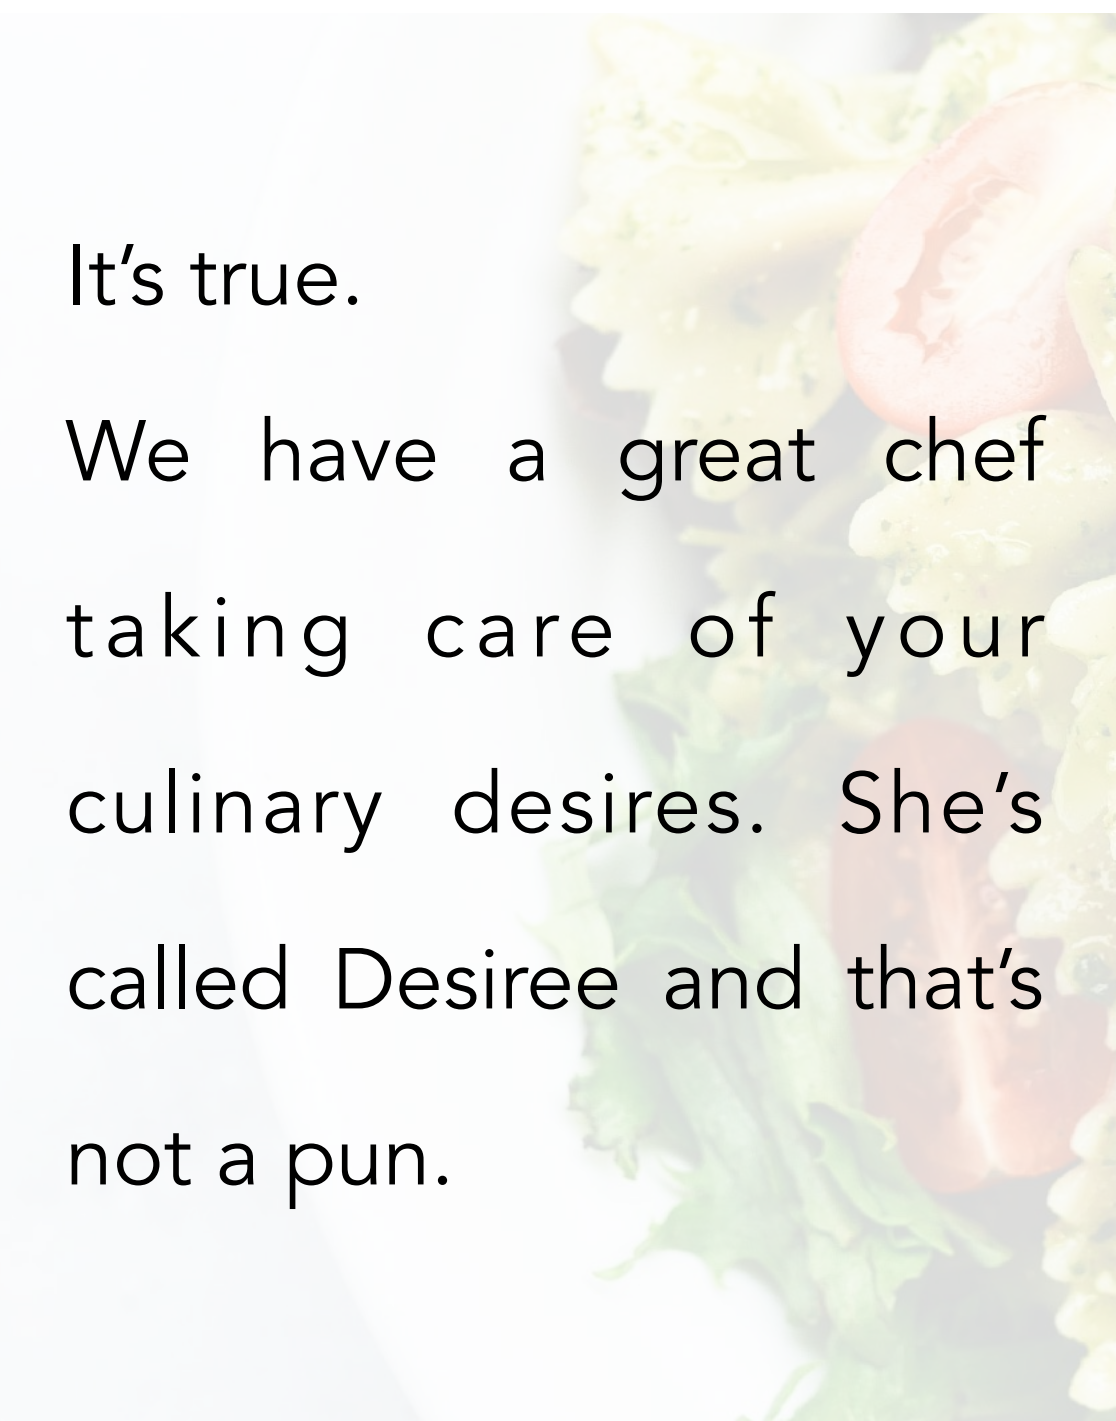 It’s true.
We have a great chef
taking care of your
culinary desires. She’s
called Desiree and that’s
not a pun.